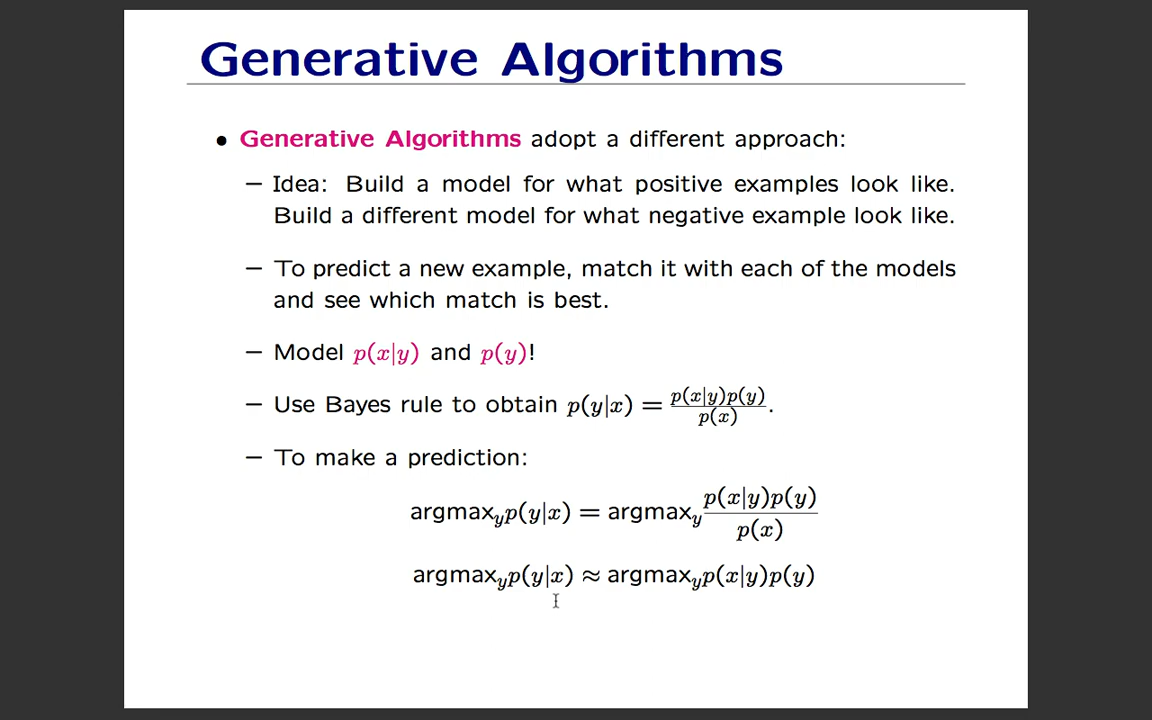 Generative Algorithms
• Generative Algorithms adopt a different approach:
– Idea: Build a model for what positive examples look like.
Build a different model for what negative example look like.
– To predict a new example, match it with each of the models
and see which match is best.
– Model p(x|y) and p(y)!
– Use Bayes rule to obtain p(y|x) = p(x|y)p(y)/p(x).
– To make a prediction:
argmax_y p(y|x) = argmax_y p(x|y)p(y)/p(x)
argmax_y p(y|x) ≈ argmax_y p(x|y)p(y)